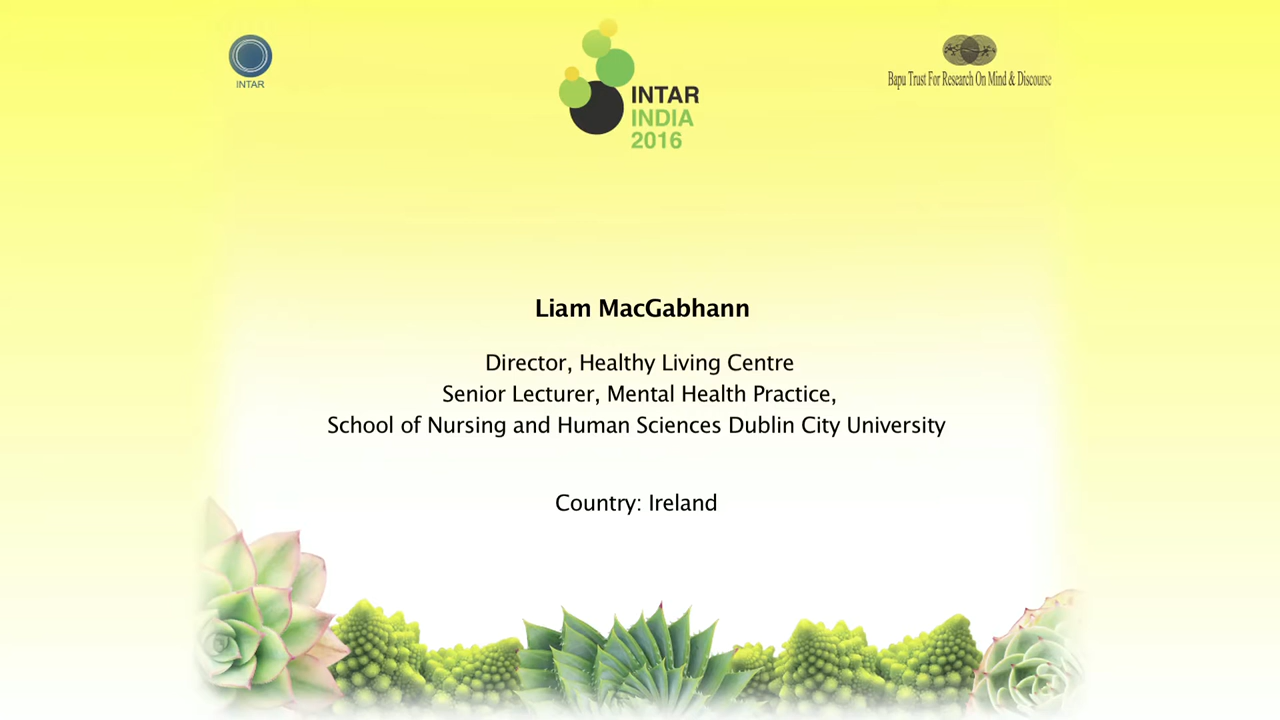 INTAR
INTAR
INDIA
2016
Bapu Trust For Research On Mind & Discourse
Liam MacGabhann
Director, Healthy Living Centre
Senior Lecturer, Mental Health Practice,
School of Nursing and Human Sciences Dublin City University
Country: Ireland